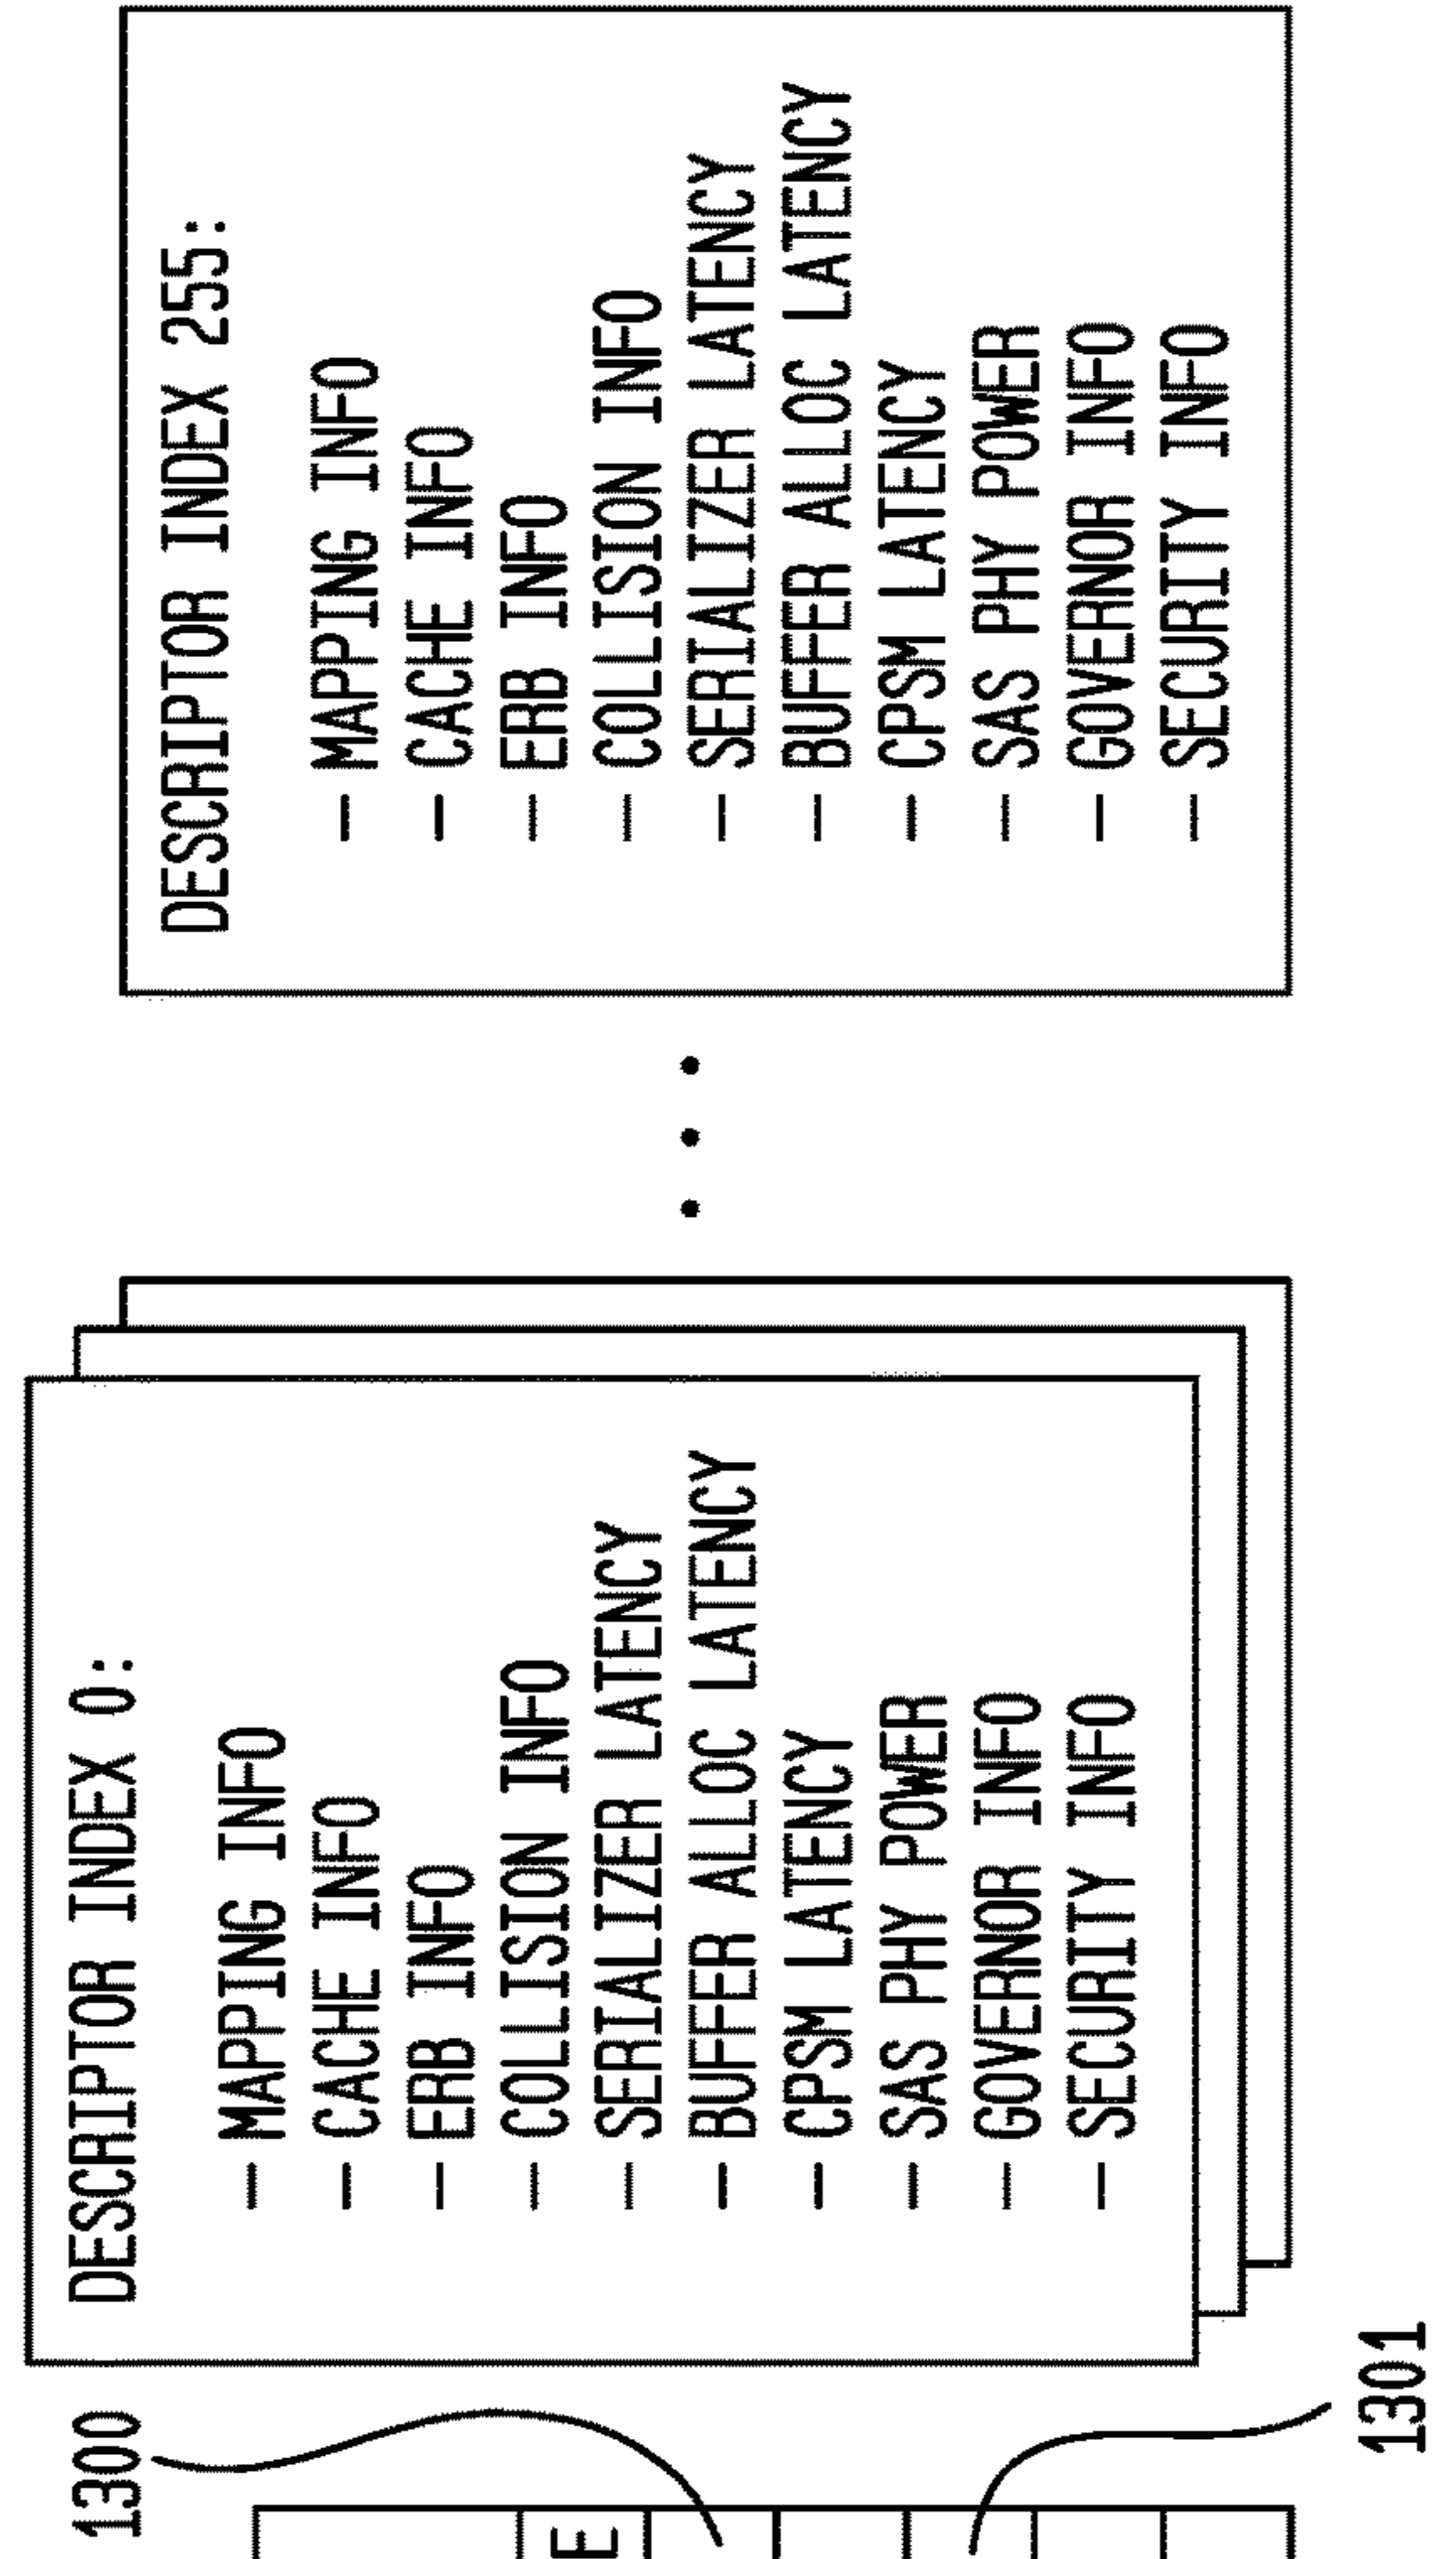 1300
1301
E
DESCRIPTOR INDEX 0:
– MAPPING INFO
– CACHE INFO
– ERB INFO
– COLLISION INFO
– SERIALIZER LATENCY
– BUFFER ALLOC LATENCY
– CPSM LATENCY
– SAS PHY POWER
– GOVERNOR INFO
– SECURITY INFO
DESCRIPTOR INDEX 255:
– MAPPING INFO
– CACHE INFO
– ERB INFO
– COLLISION INFO
– SERIALIZER LATENCY
– BUFFER ALLOC LATENCY
– CPSM LATENCY
– SAS PHY POWER
– GOVERNOR INFO
– SECURITY INFO